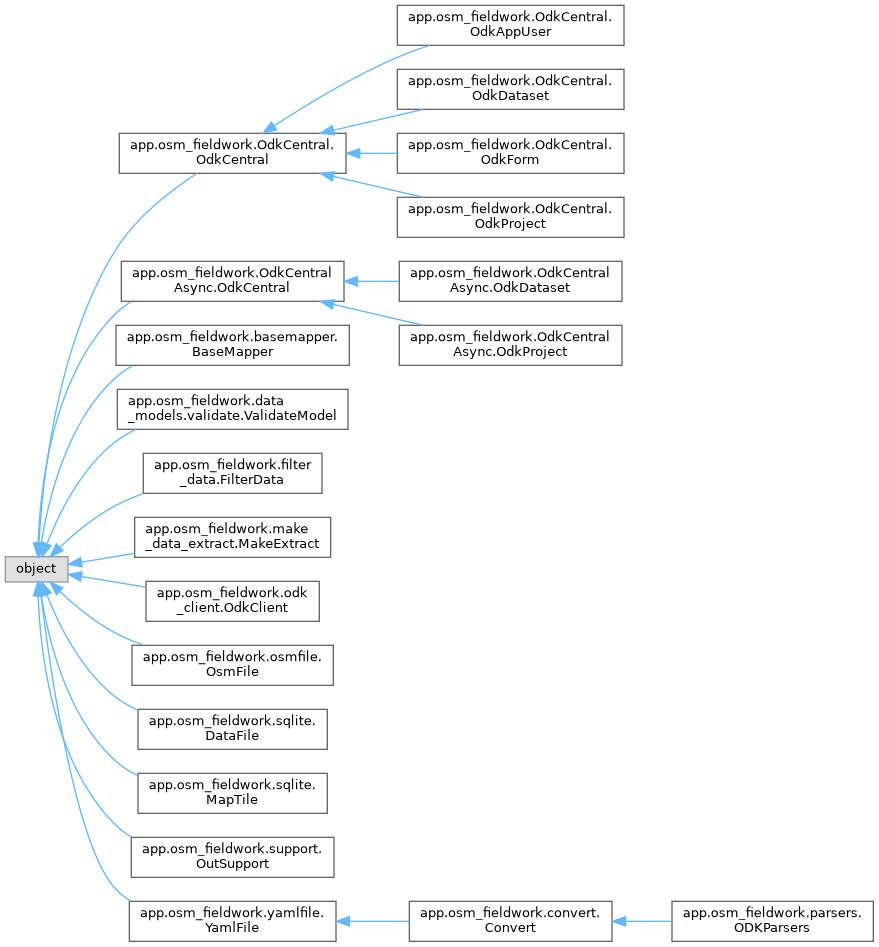 app.osm_fieldwork.OdkCentral.
OdkAppUser
app.osm_fieldwork.OdkCentral.
OdkDataset
app.osm_fieldwork.OdkCentral.
OdkCentral
app.osm_fieldwork.OdkCentral.
OdkForm
app.osm_fieldwork.OdkCentral.
OdkProject
app.osm_fieldwork.OdkCentral
Async.OdkCentral
app.osm_fieldwork.OdkCentral
Async.OdkDataset
app.osm_fieldwork.basemapper.
BaseMapper
app.osm_fieldwork.OdkCentral
Async.OdkProject
app.osm_fieldwork.data
_models.validate.ValidateModel
app.osm_fieldwork.filter
_data.FilterData
app.osm_fieldwork.make
_data_extract.MakeExtract
object
app.osm_fieldwork.odk
_client.OdkClient
app.osm_fieldwork.osmfile.
OsmFile
app.osm_fieldwork.sqlite.
DataFile
app.osm_fieldwork.sqlite.
MapTile
app.osm_fieldwork.support.
OutSupport
app.osm_fieldwork.yamlfile.
YamlFile
app.osm_fieldwork.convert.
Convert
app.osm_fieldwork.parsers.
ODKParsers